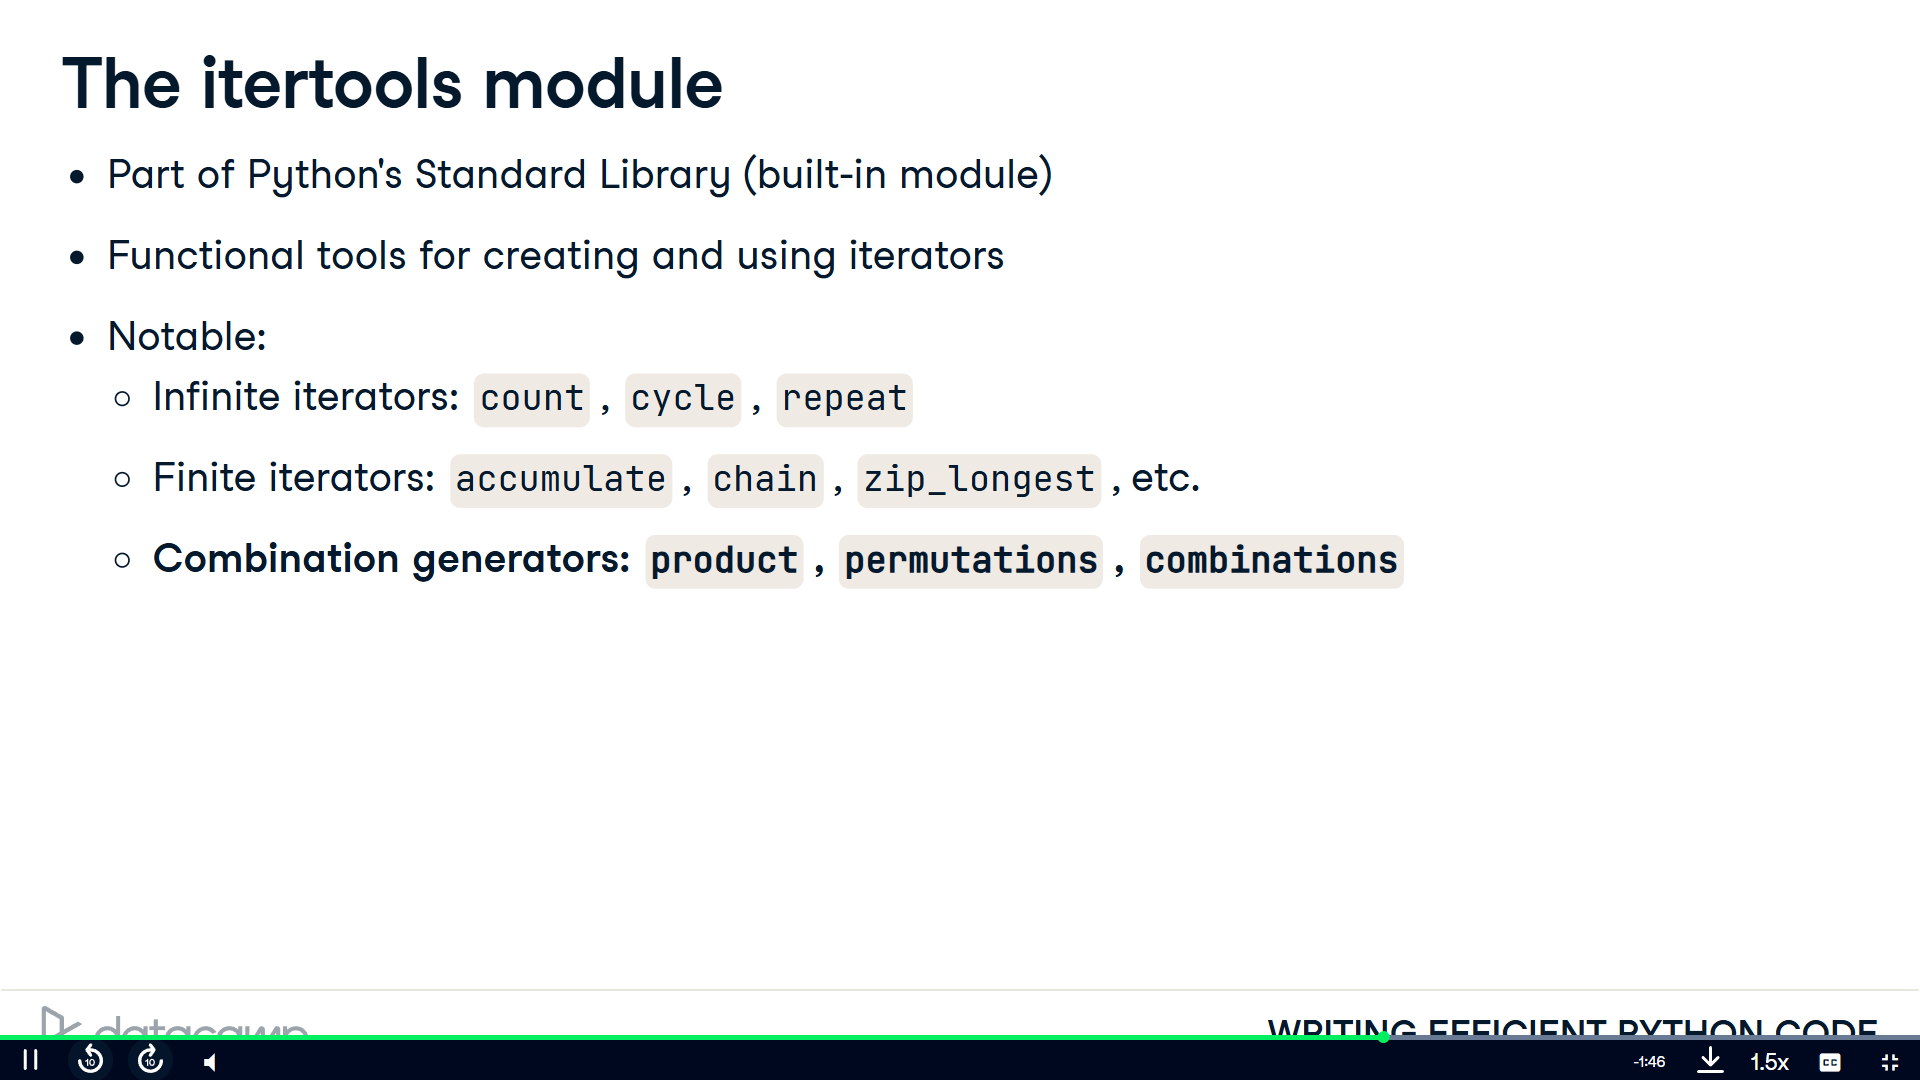 The itertools module
• Part of Python's Standard Library (built-in module)
• Functional tools for creating and using iterators
• Notable:
○ Infinite iterators: count , cycle , repeat
○ Finite iterators: accumulate , chain , zip_longest , etc.
○ Combination generators: product , permutations , combinations
datacamp
WRITING EFFICIENT PYTHON CODE
10
10
-1:46
1.5x
CC